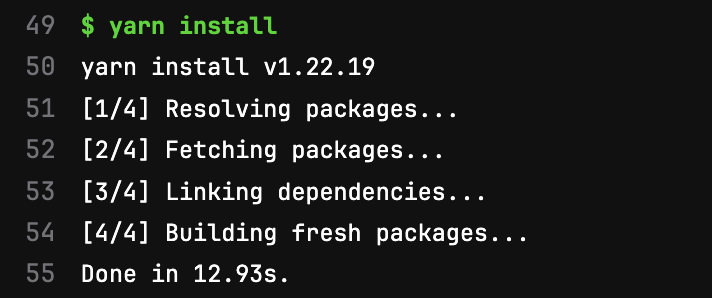 49 $ yarn install
50 yarn install v1.22.19
51 [1/4] Resolving packages...
52 [2/4] Fetching packages...
53 [3/4] Linking dependencies...
54 [4/4] Building fresh packages...
55 Done in 12.93s.